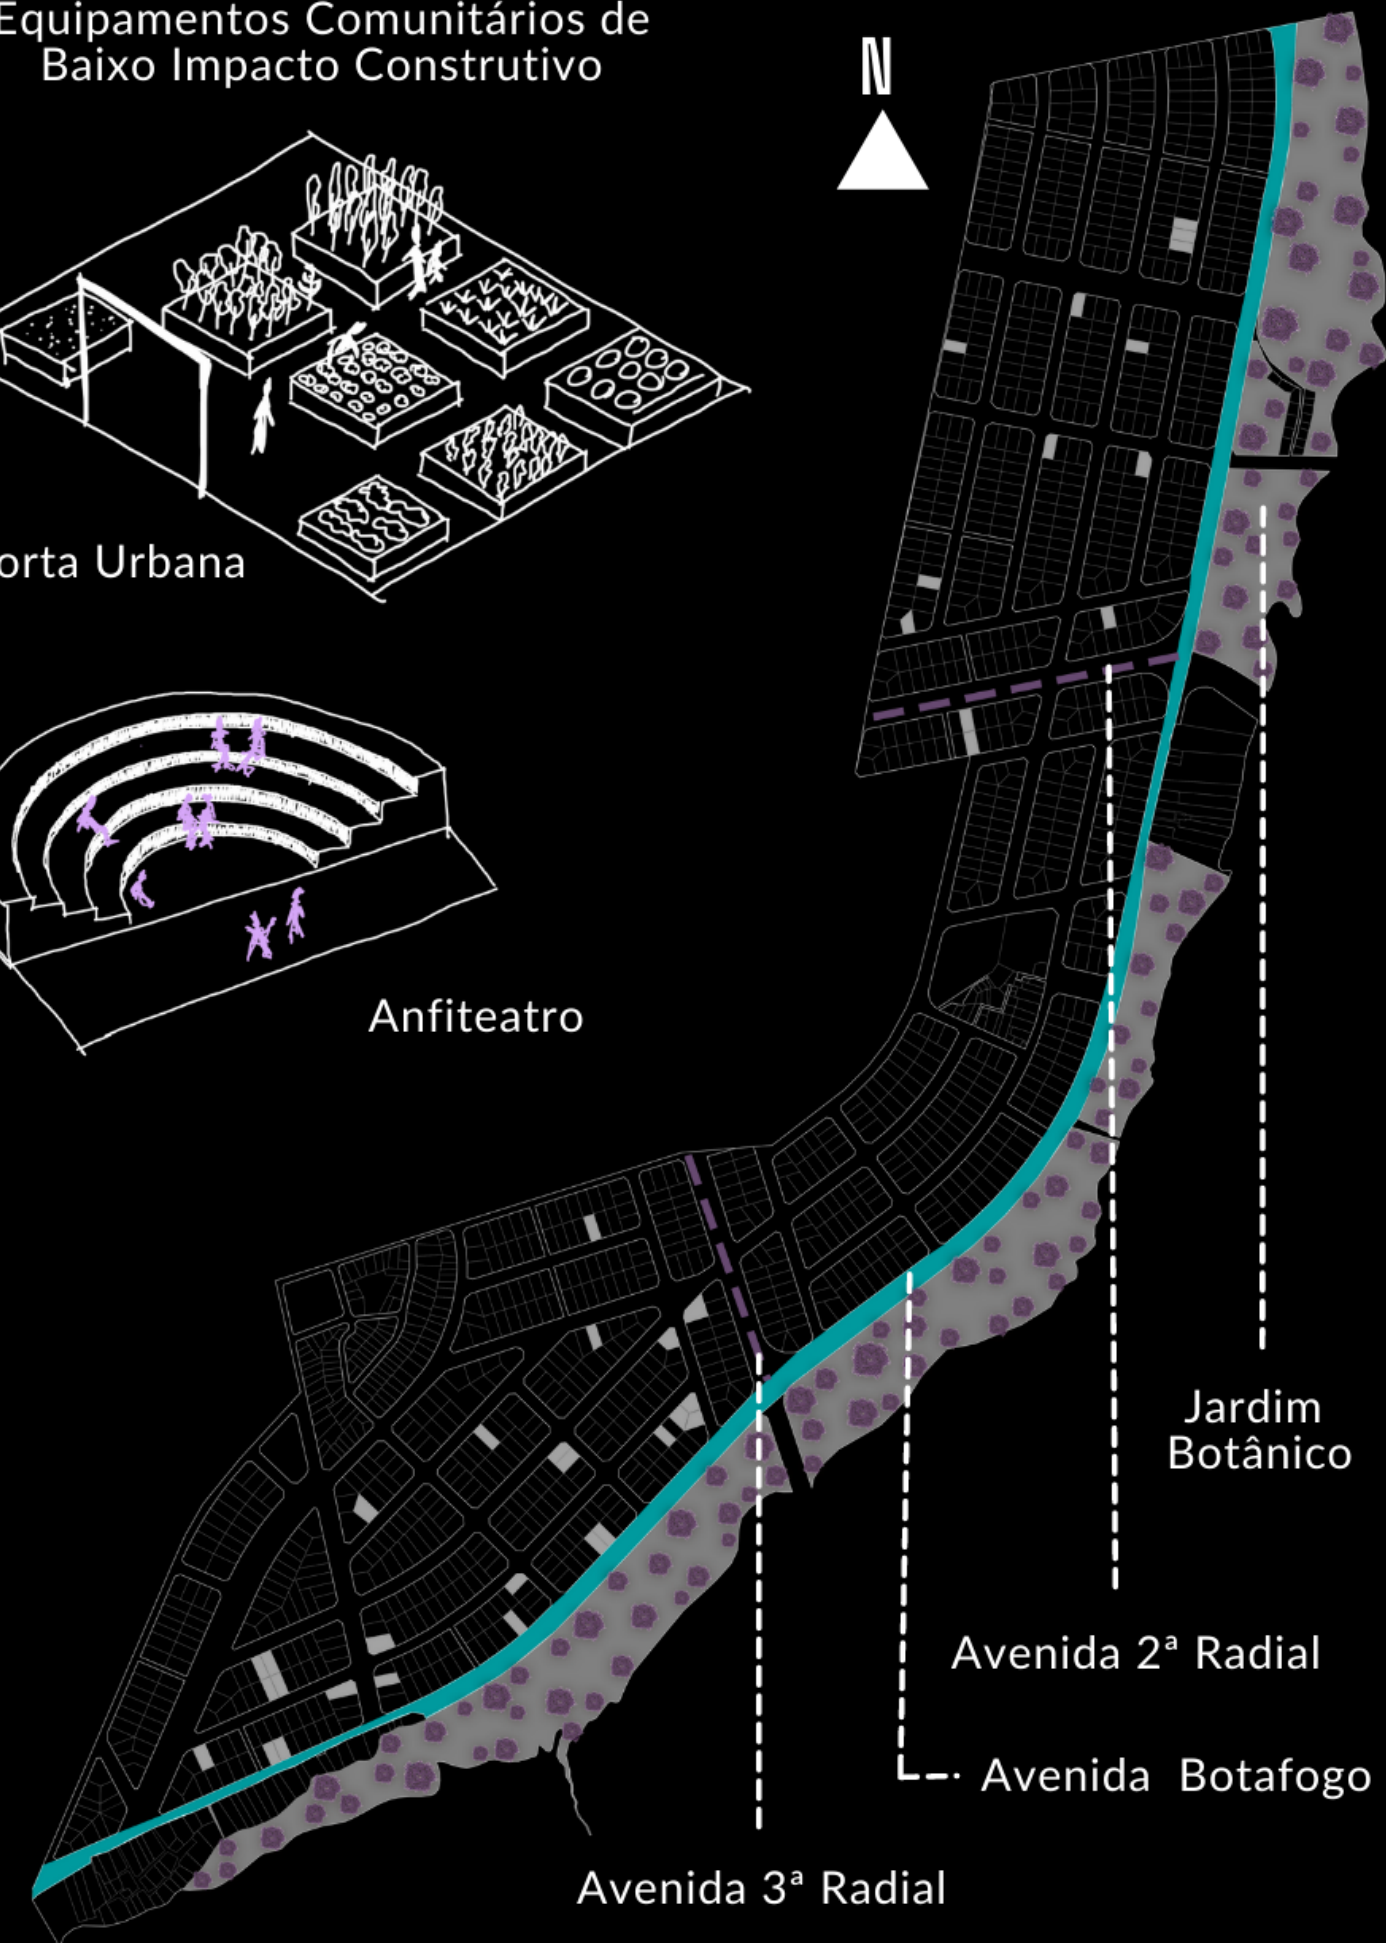 Equipamentos Comunitários de
Baixo Impacto Construtivo
N
orta Urbana
Anfiteatro
Jardim
Botânico
Avenida 2ª Radial
Avenida Botafogo
Avenida 3ª Radial